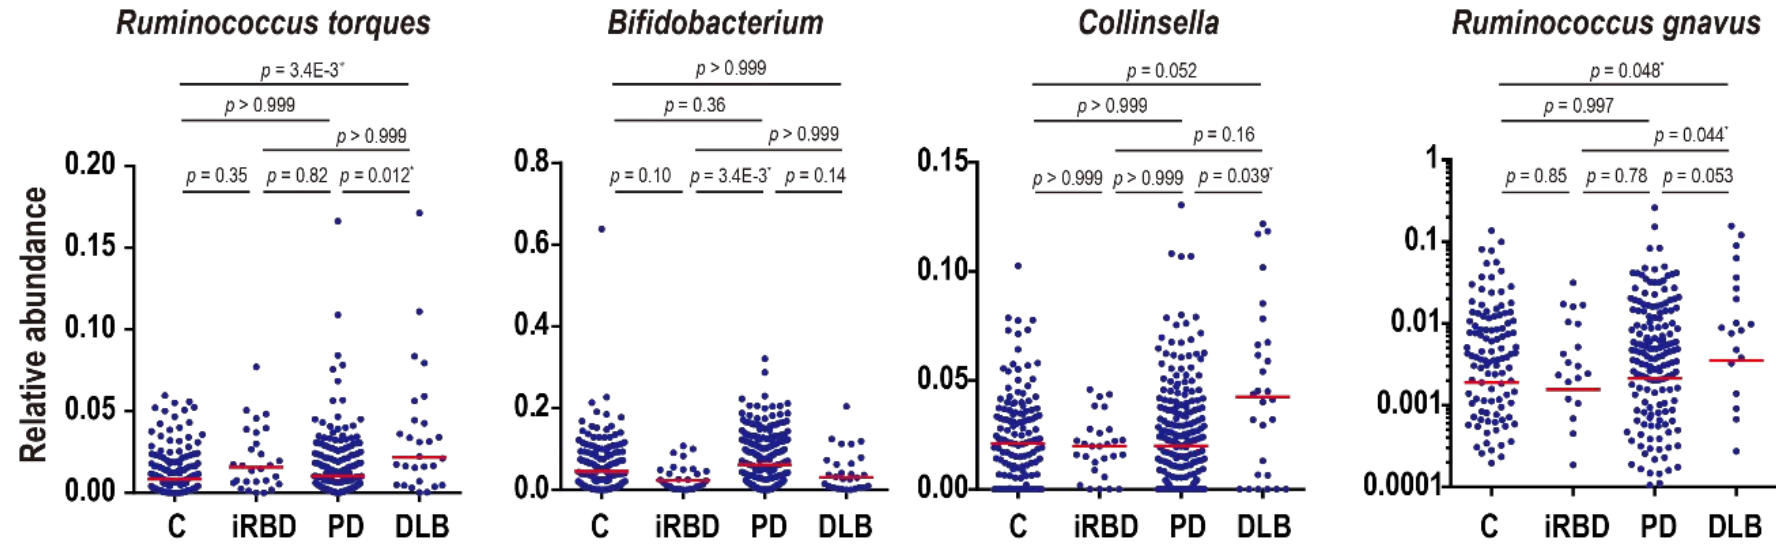 Ruminococcus torques
Bifidobacterium
Collinsella
Ruminococcus gnavus
p = 3.4E-3*
p > 0.999
p > 0.999
p = 0.35
p = 0.82
p = 0.012*
p > 0.999
p = 0.36
p > 0.999
p = 0.10
p = 3.4E-3*
p = 0.14
p = 0.052
p > 0.999
p = 0.16
p > 0.999
p > 0.999
p = 0.039*
p = 0.048*
p = 0.997
p = 0.044*
p = 0.85
p = 0.78
p = 0.053
Relative abundance
0.20
0.15
0.10
0.05
0.00
C iRBD PD DLB
0.8
0.6
0.4
0.2
0.0
C iRBD PD DLB
0.15
0.10
0.05
0.00
C iRBD PD DLB
1
0.1
0.01
0.001
0.0001
C iRBD PD DLB